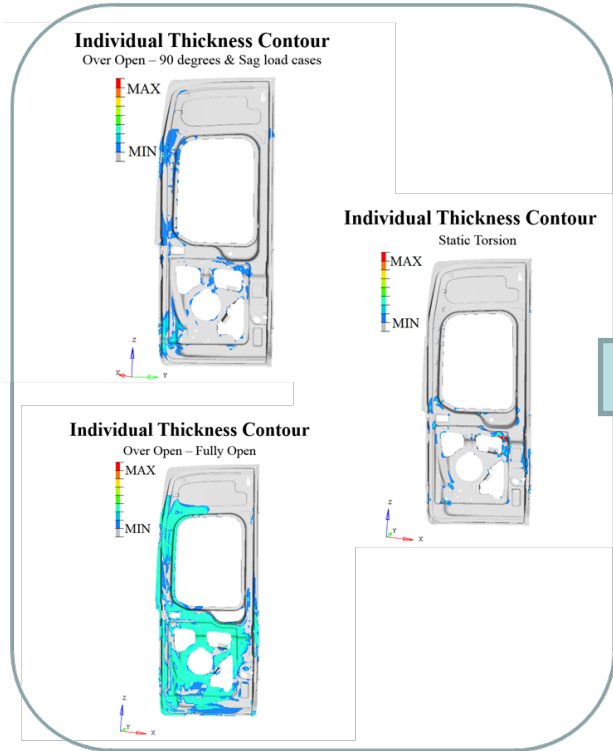 Individual Thickness Contour
Over Open – 90 degrees & Sag load cases
MAX
MIN
Z
X
Y
Individual Thickness Contour
Static Torsion
MAX
MIN
Z
Y
X
Individual Thickness Contour
Over Open – Fully Open
MAX
MIN
Z
Y
X